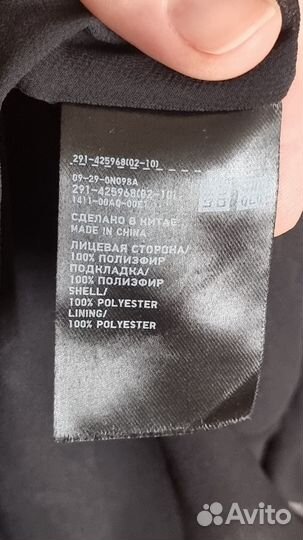 291-425968(02-10)
09-29-0N098A
291-425968(02-10)
СДЕЛАНО В КИТАЕ
MADE IN CHINA
ЛИЦЕВАЯ СТОРОНА/
100% ПОЛИЭФИР
ПОДКЛАДКА/
100% ПОЛИЭФИР
SHELL/
100% POLYESTER
LINING/
100% POLYESTER
Avito